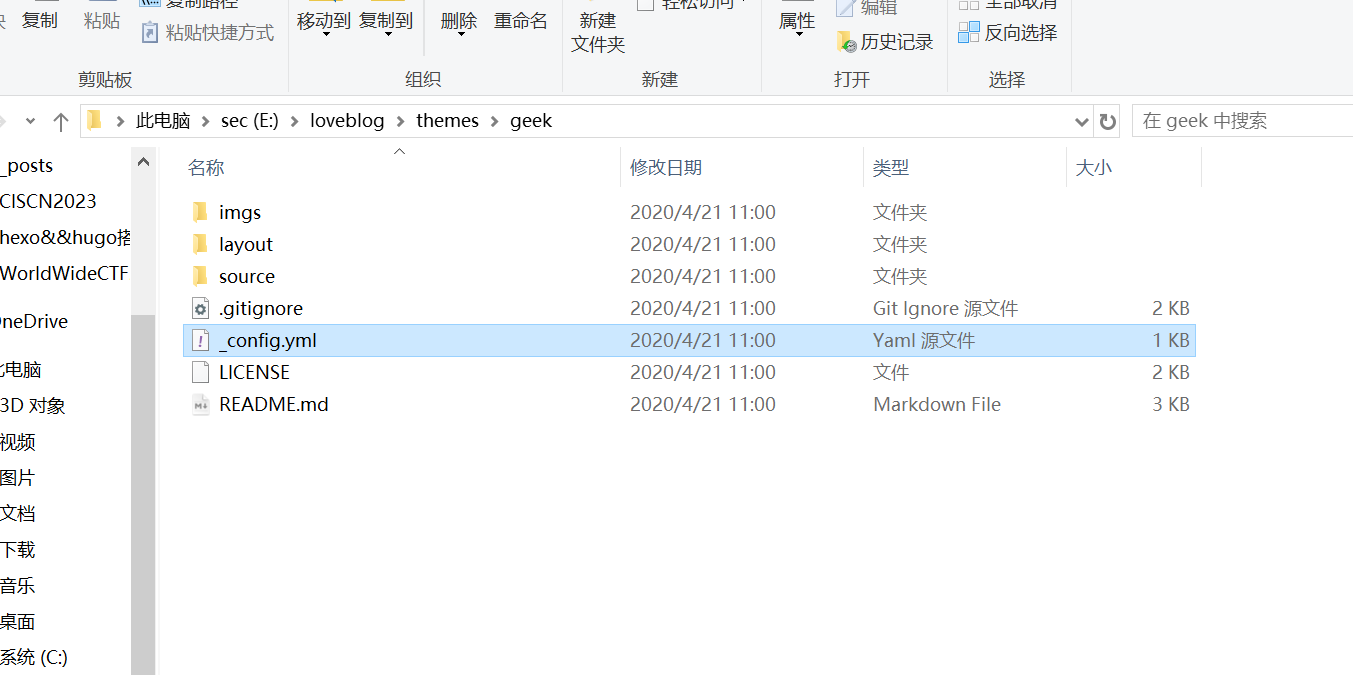 复制 粘贴 复制路径 移动到 复制到 删除 重命名 新建 轻松访问 属性 编辑 全部取消
粘贴快捷方式 文件夹 历史记录 反向选择
剪贴板 组织 新建 打开 选择
此电脑 sec (E:) loveblog themes geek 在 geek 中搜索
_posts
CISCN2023
hexo&&hugo搭
WorldWideCTF
OneDrive
此电脑
3D 对象
视频
图片
文档
下载
音乐
桌面
系统 (C:)
名称 修改日期 类型 大小
imgs 2020/4/21 11:00 文件夹
layout 2020/4/21 11:00 文件夹
source 2020/4/21 11:00 文件夹
.gitignore 2020/4/21 11:00 Git Ignore 源文件 2 KB
_config.yml 2020/4/21 11:00 Yaml 源文件 1 KB
LICENSE 2020/4/21 11:00 文件 2 KB
README.md 2020/4/21 11:00 Markdown File 3 KB